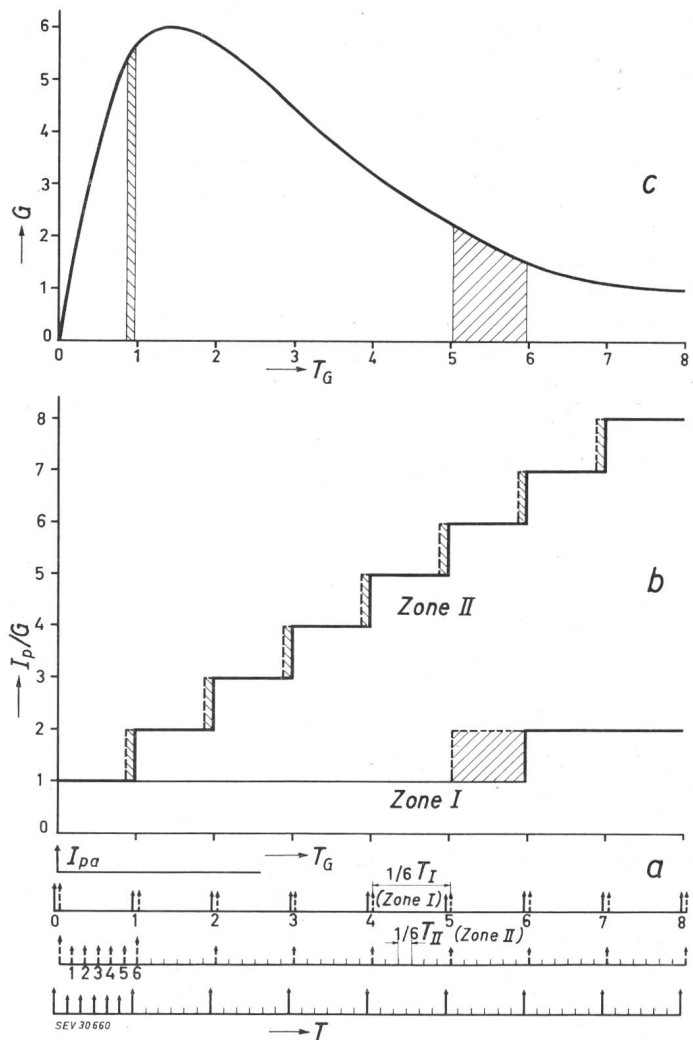 6
5
4
3
2
1
0
→ G
c
0 1 2 3 4 5 6 7 8
→ T_G
8
7
6
5
4
3
2
1
0
→ I_p/G
b
Zone II
Zone I
I_pa
→ T_G
a
1/6 T_I
(Zone I)
0 1 2 3 4 5 6 7 8
1/6 T_II (Zone II)
1 2 3 4 5 6
SEV 30660
→ T